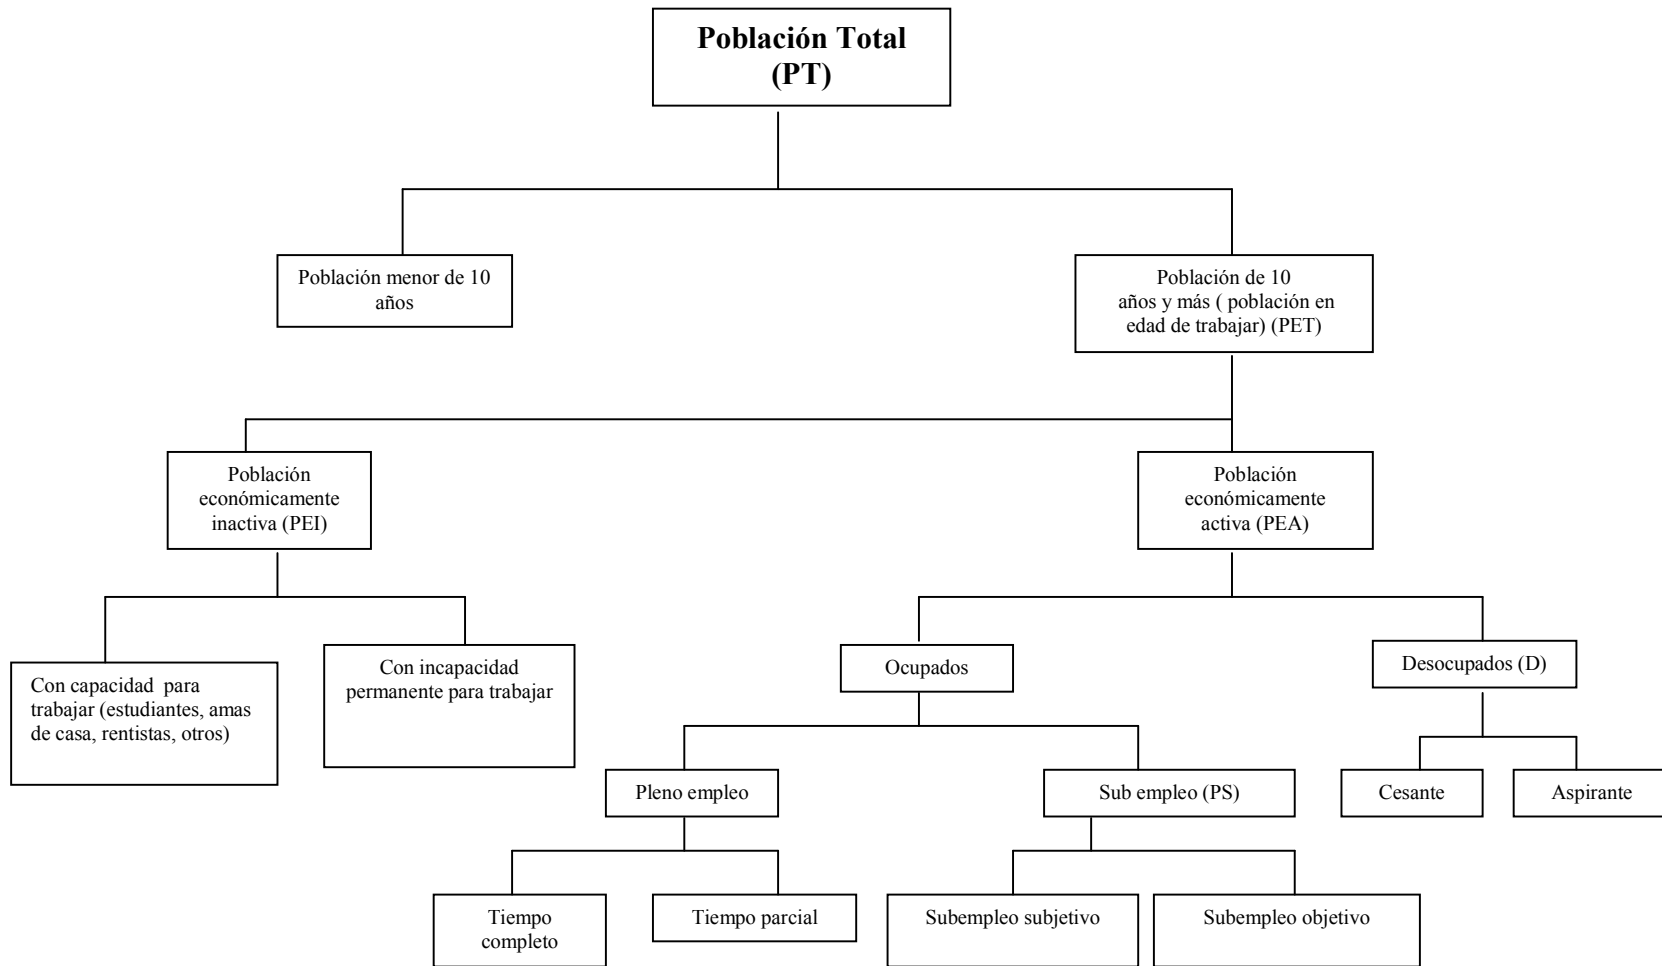 Población Total
(PT)
Población menor de 10
años
Población de 10
años y más ( población en
edad de trabajar) (PET)
Población
económicamente
inactiva (PEI)
Población
económicamente
activa (PEA)
Con capacidad para
trabajar (estudiantes, amas
de casa, rentistas, otros)
Con incapacidad
permanente para trabajar
Ocupados
Desocupados (D)
Pleno empleo
Sub empleo (PS)
Cesante
Aspirante
Tiempo
completo
Tiempo parcial
Subempleo subjetivo
Subempleo objetivo